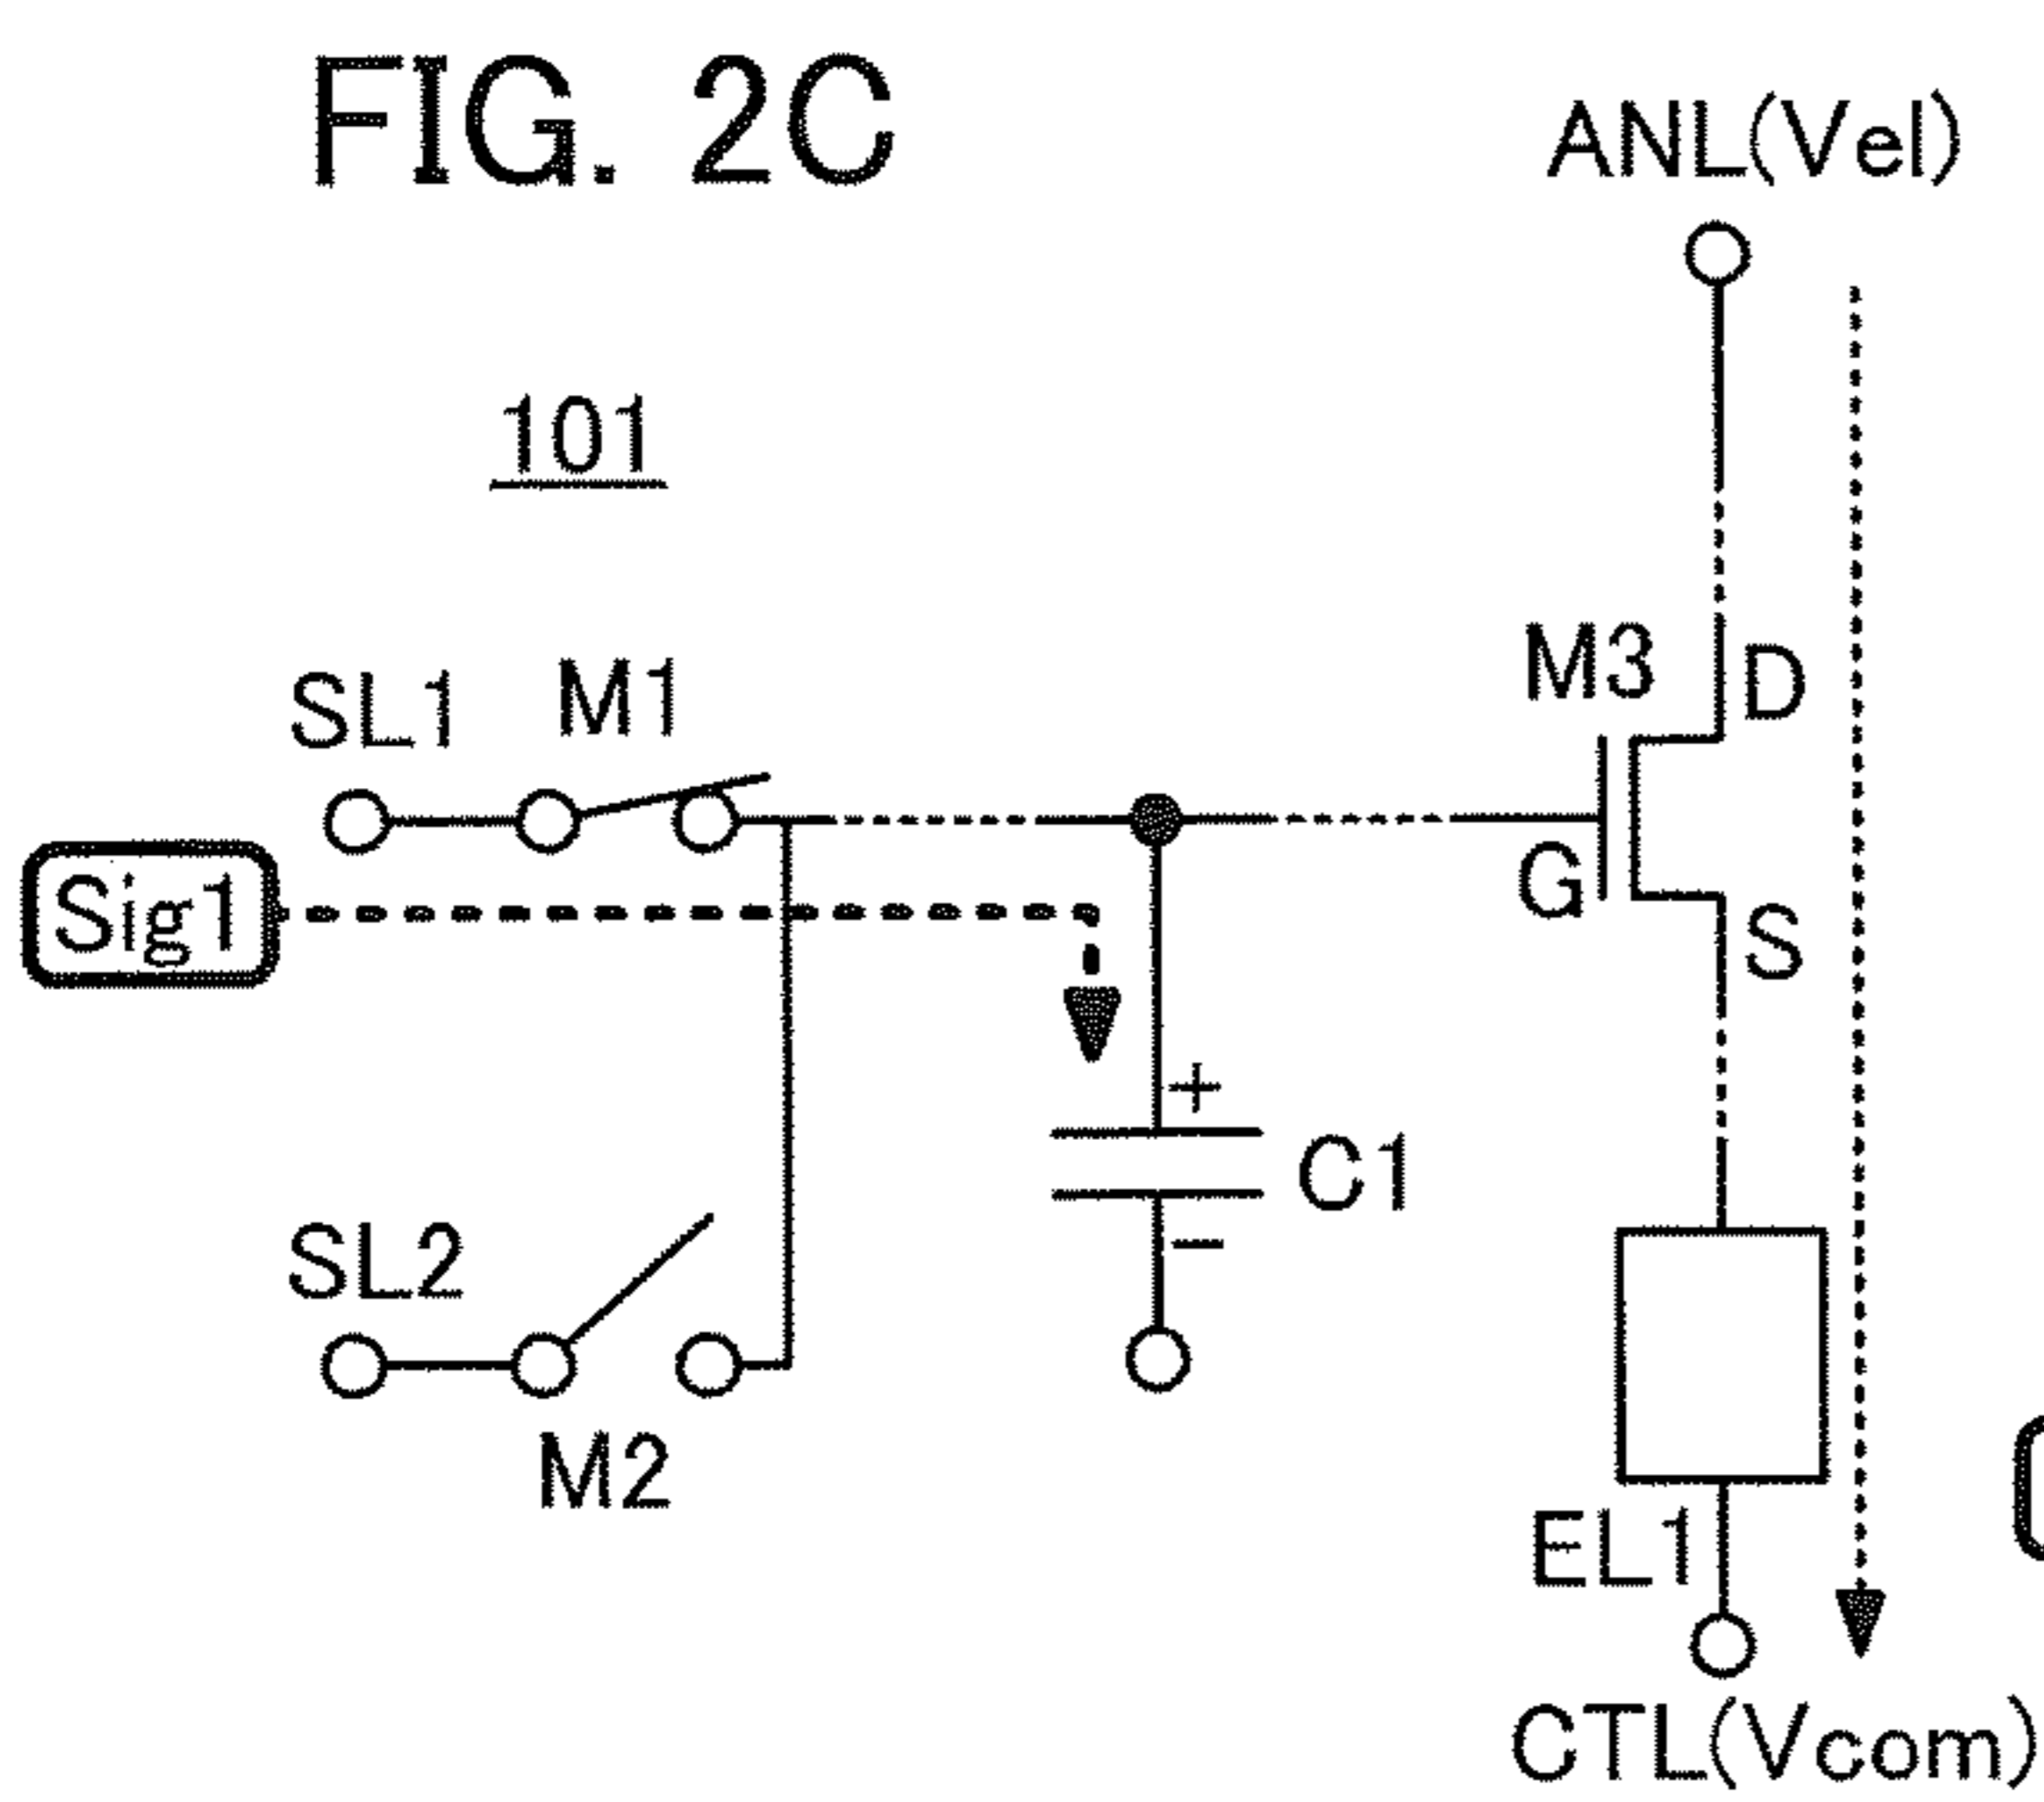 FIG. 2C
ANL(Vel)
101
M3
D
SL1
M1
G
Sig1
S
+
C1
−
SL2
M2
EL1
CTL(Vcom)